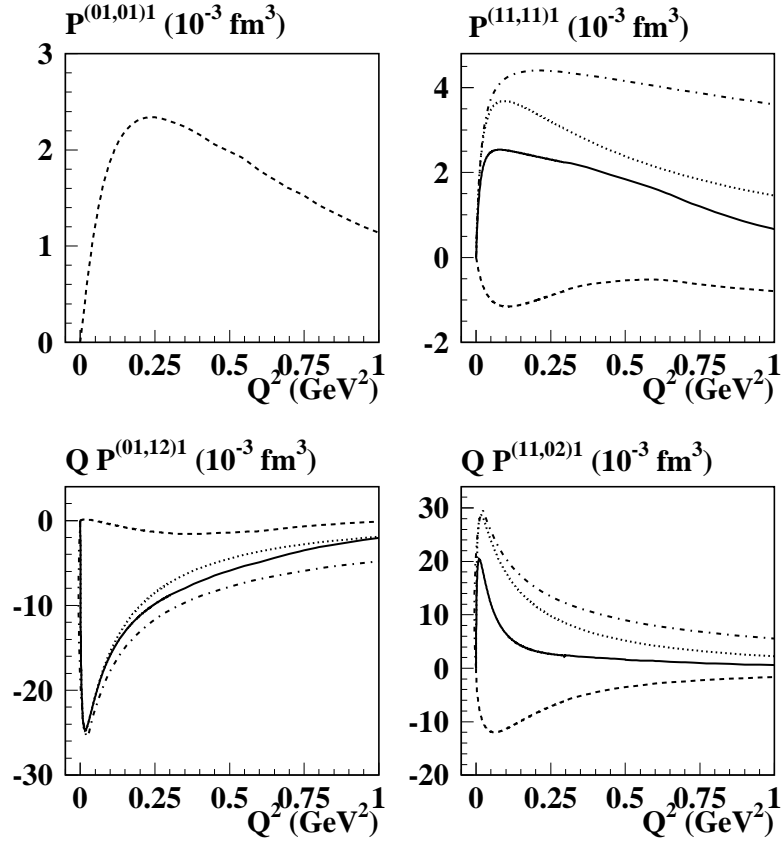 P^(01,01)1 (10^-3 fm^3)
3
2
1
0
0 0.25 0.5 0.75 1
Q^2 (GeV^2)
P^(11,11)1 (10^-3 fm^3)
4
2
0
-2
0 0.25 0.5 0.75 1
Q^2 (GeV^2)
Q P^(01,12)1 (10^-3 fm^3)
0
-10
-20
-30
0 0.25 0.5 0.75 1
Q^2 (GeV^2)
Q P^(11,02)1 (10^-3 fm^3)
30
20
10
0
-10
-20
0 0.25 0.5 0.75 1
Q^2 (GeV^2)